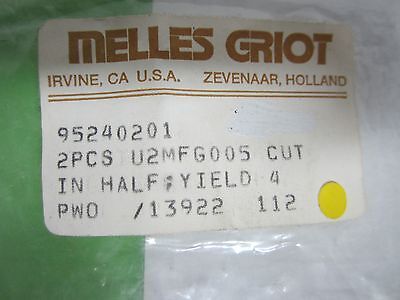 MELLES GRIOT
IRVINE, CA U.S.A. ZEVENAAR, HOLLAND
95240201
2PCS U2MFG005 CUT
IN HALF;YIELD 4
PWO /13922 112